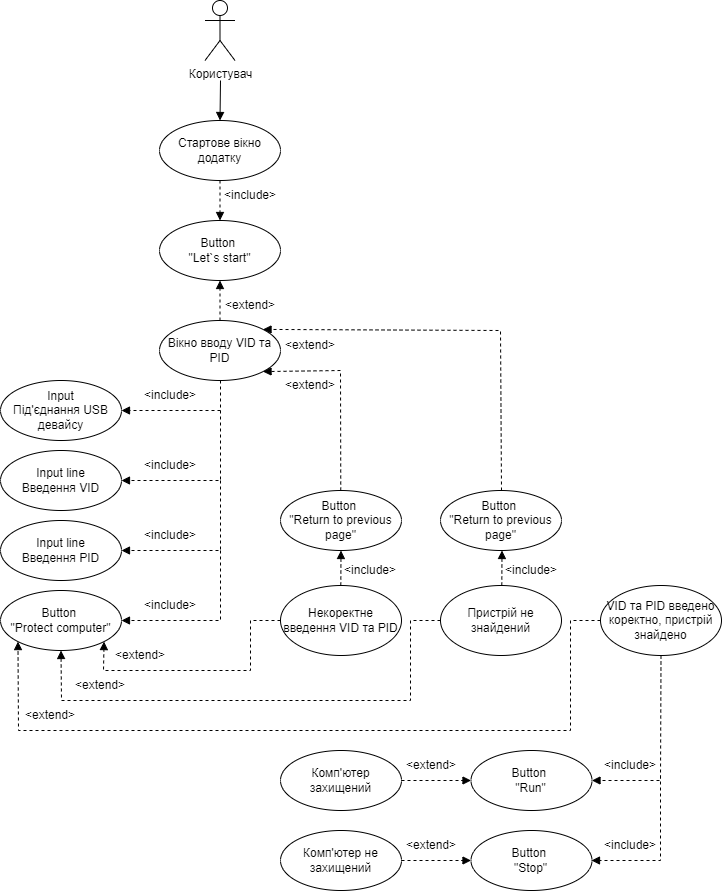 Користувач
Стартове вікно
додатку
<include>
Button
"Let`s start"
<extend>
Вікно вводу VID та
PID
<extend>
<extend>
Input
Під'єднання USB
девайсу
<include>
Input line
Введення VID
<include>
Input line
Введення PID
<include>
Button
"Protect computer"
<include>
Button
"Return to previous
page"
Button
"Return to previous
page"
<include>
<include>
Некоректне
введення VID та PID
Пристрій не
знайдений
VID та PID введено
коректно, пристрій
знайдено
<extend>
<extend>
<extend>
Комп'ютер
захищений
<extend>
Button
"Run"
<include>
Комп'ютер не
захищений
<extend>
Button
"Stop"
<include>